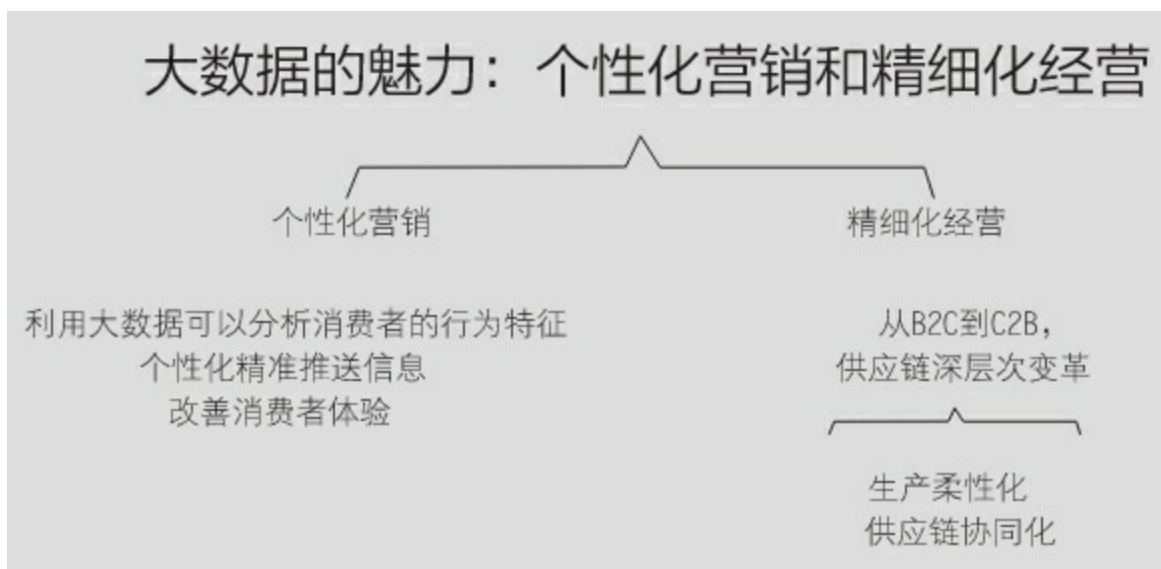 大数据的魅力：个性化营销和精细化经营
个性化营销
精细化经营
利用大数据可以分析消费者的行为特征
个性化精准推送信息
改善消费者体验
从B2C到C2B，
供应链深层次变革
生产柔性化
供应链协同化